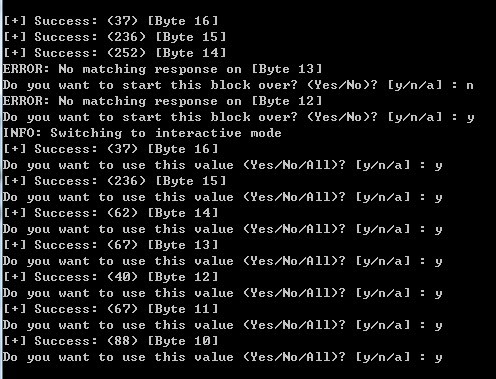 [+] Success: (37) [Byte 16]
[+] Success: (236) [Byte 15]
[+] Success: (252) [Byte 14]
ERROR: No matching response on [Byte 13]
Do you want to start this block over? (Yes/No)? [y/n/a] : n
ERROR: No matching response on [Byte 12]
Do you want to start this block over? (Yes/No)? [y/n/a] : y
INFO: Switching to interactive mode
[+] Success: (37) [Byte 16]
Do you want to use this value (Yes/No/All)? [y/n/a] : y
[+] Success: (236) [Byte 15]
Do you want to use this value (Yes/No/All)? [y/n/a] : y
[+] Success: (62) [Byte 14]
Do you want to use this value (Yes/No/All)? [y/n/a] : y
[+] Success: (67) [Byte 13]
Do you want to use this value (Yes/No/All)? [y/n/a] : y
[+] Success: (40) [Byte 12]
Do you want to use this value (Yes/No/All)? [y/n/a] : y
[+] Success: (67) [Byte 11]
Do you want to use this value (Yes/No/All)? [y/n/a] : y
[+] Success: (88) [Byte 10]
Do you want to use this value (Yes/No/All)? [y/n/a] : y